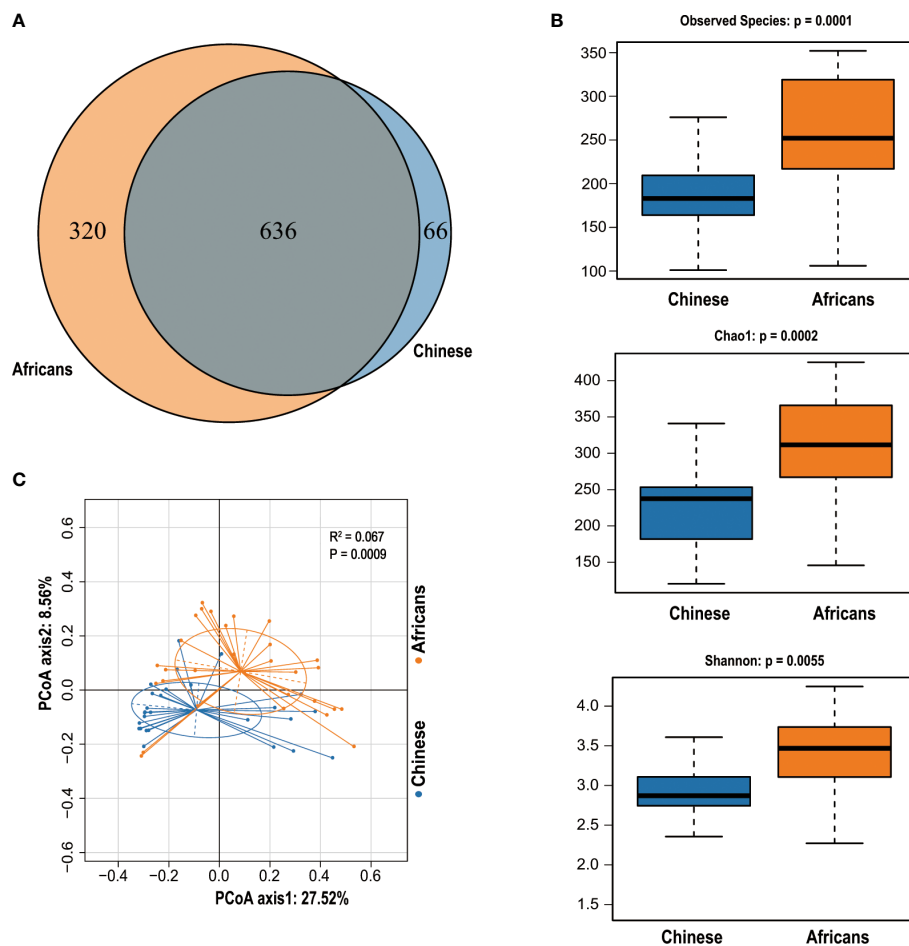 A
320
636
66
Africans
Chinese
B
Observed Species: p = 0.0001
350
300
250
200
150
100
Chinese
Africans
Chao1: p = 0.0002
400
350
300
250
200
150
Chinese
Africans
Shannon: p = 0.0055
4.0
3.5
3.0
2.5
2.0
1.5
Chinese
Africans
C
R² = 0.067
P = 0.0009
0.6
0.4
0.2
0.0
−0.2
−0.4
−0.6
PCoA axis2: 8.56%
−0.4
−0.2
0.0
0.2
0.4
0.6
PCoA axis1: 27.52%
Africans
Chinese